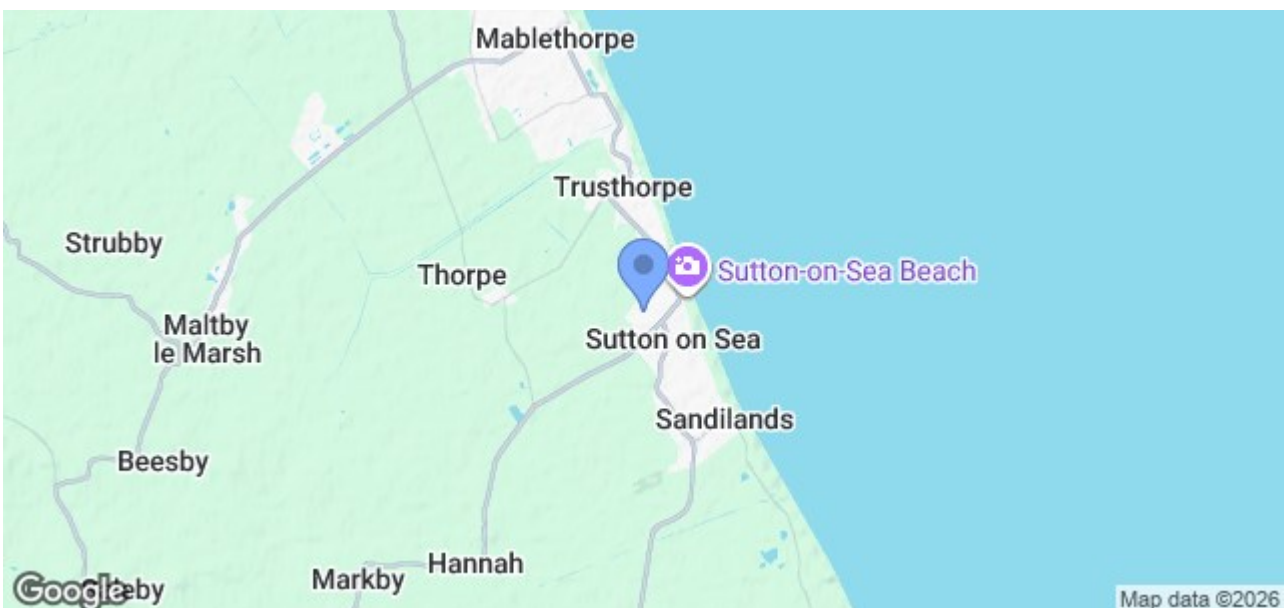 Mablethorpe
Trusthorpe
Strubby
Thorpe
Sutton-on-Sea Beach
Maltby
le Marsh
Sutton on Sea
Sandilands
Beesby
Hannah
Markby
Google
Map data ©2026